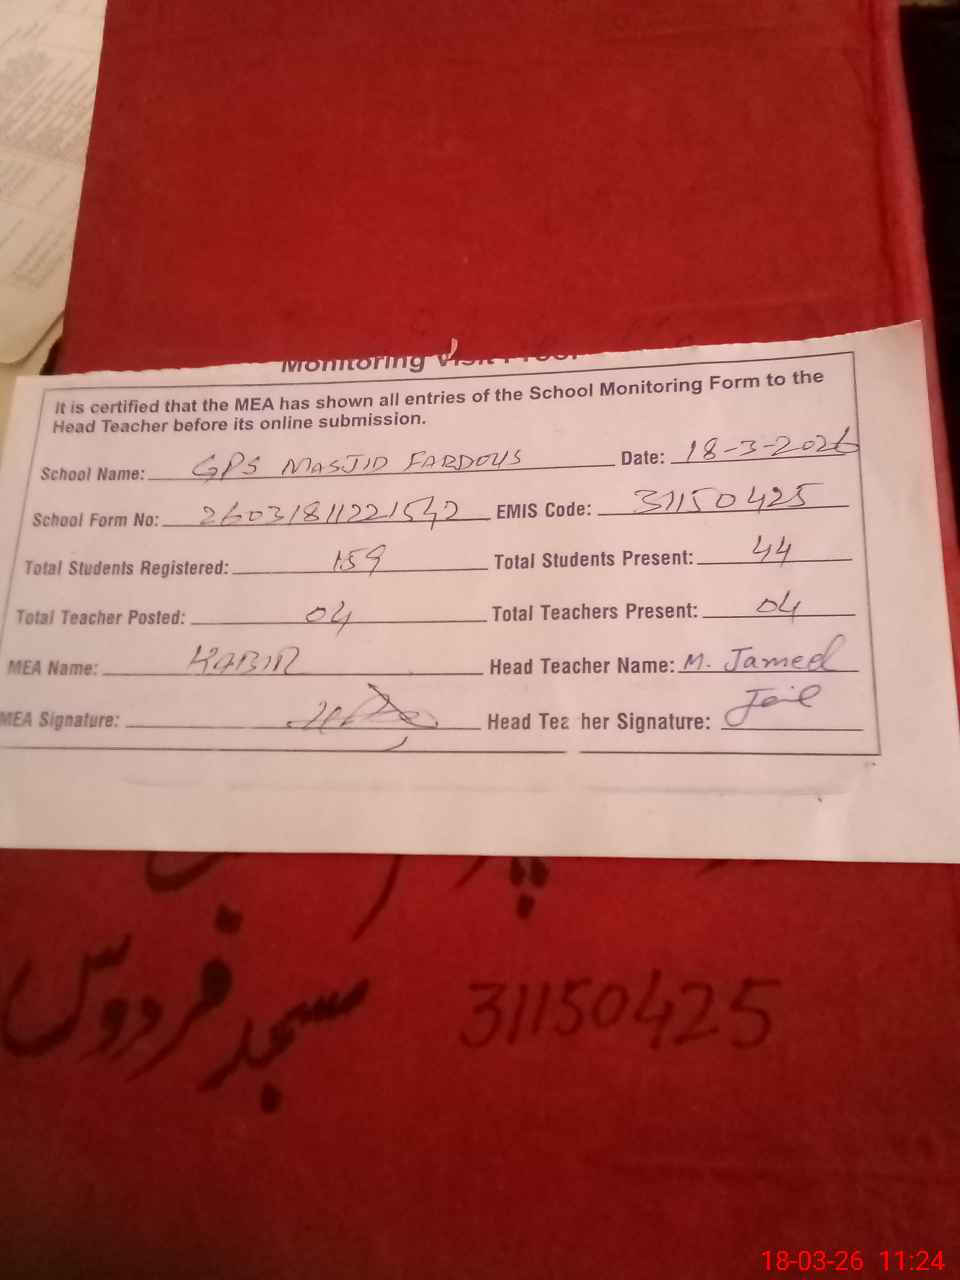 Monitoring Visit Proof
It is certified that the MEA has shown all entries of the School Monitoring Form to the
Head Teacher before its online submission.
School Name: GPS MASJID FARDOUS Date: 18-3-2026
School Form No: 26031811221542 EMIS Code: 31150425
Total Students Registered: 159 Total Students Present: 44
Total Teacher Posted: 04 Total Teachers Present: 04
MEA Name: KABIR Head Teacher Name: M. Jameel
MEA Signature: Head Teacher Signature:
مسجد فردوس 31150425
18-03-26 11:24